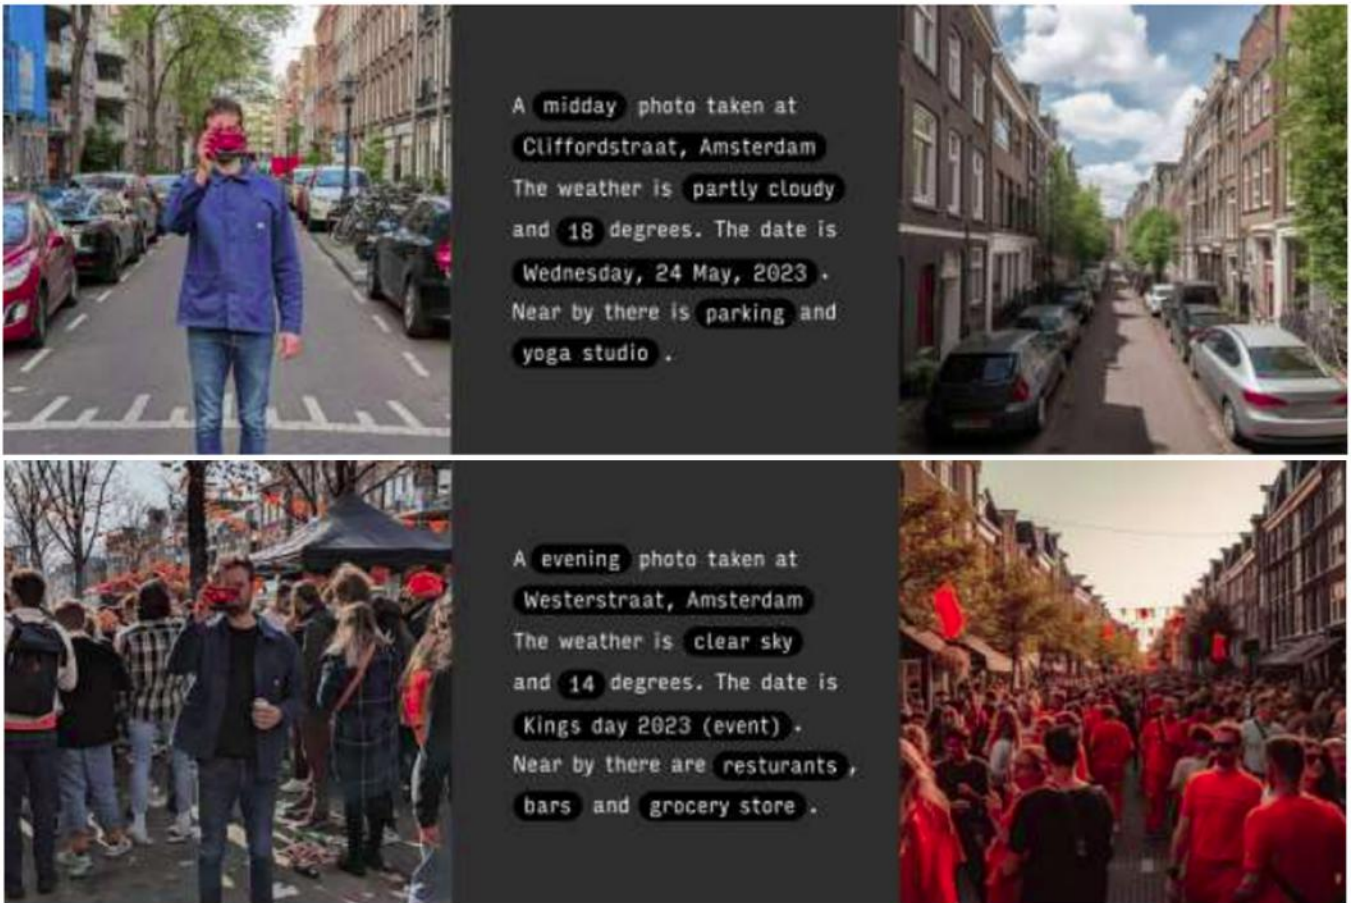 A midday photo taken at
Cliffordstraat, Amsterdam
The weather is partly cloudy
and 18 degrees. The date is
Wednesday, 24 May, 2023 .
Near by there is parking and
yoga studio .
A evening photo taken at
Westerstraat, Amsterdam
The weather is clear sky
and 14 degrees. The date is
Kings day 2023 (event) .
Near by there are resturants ,
bars and grocery store .